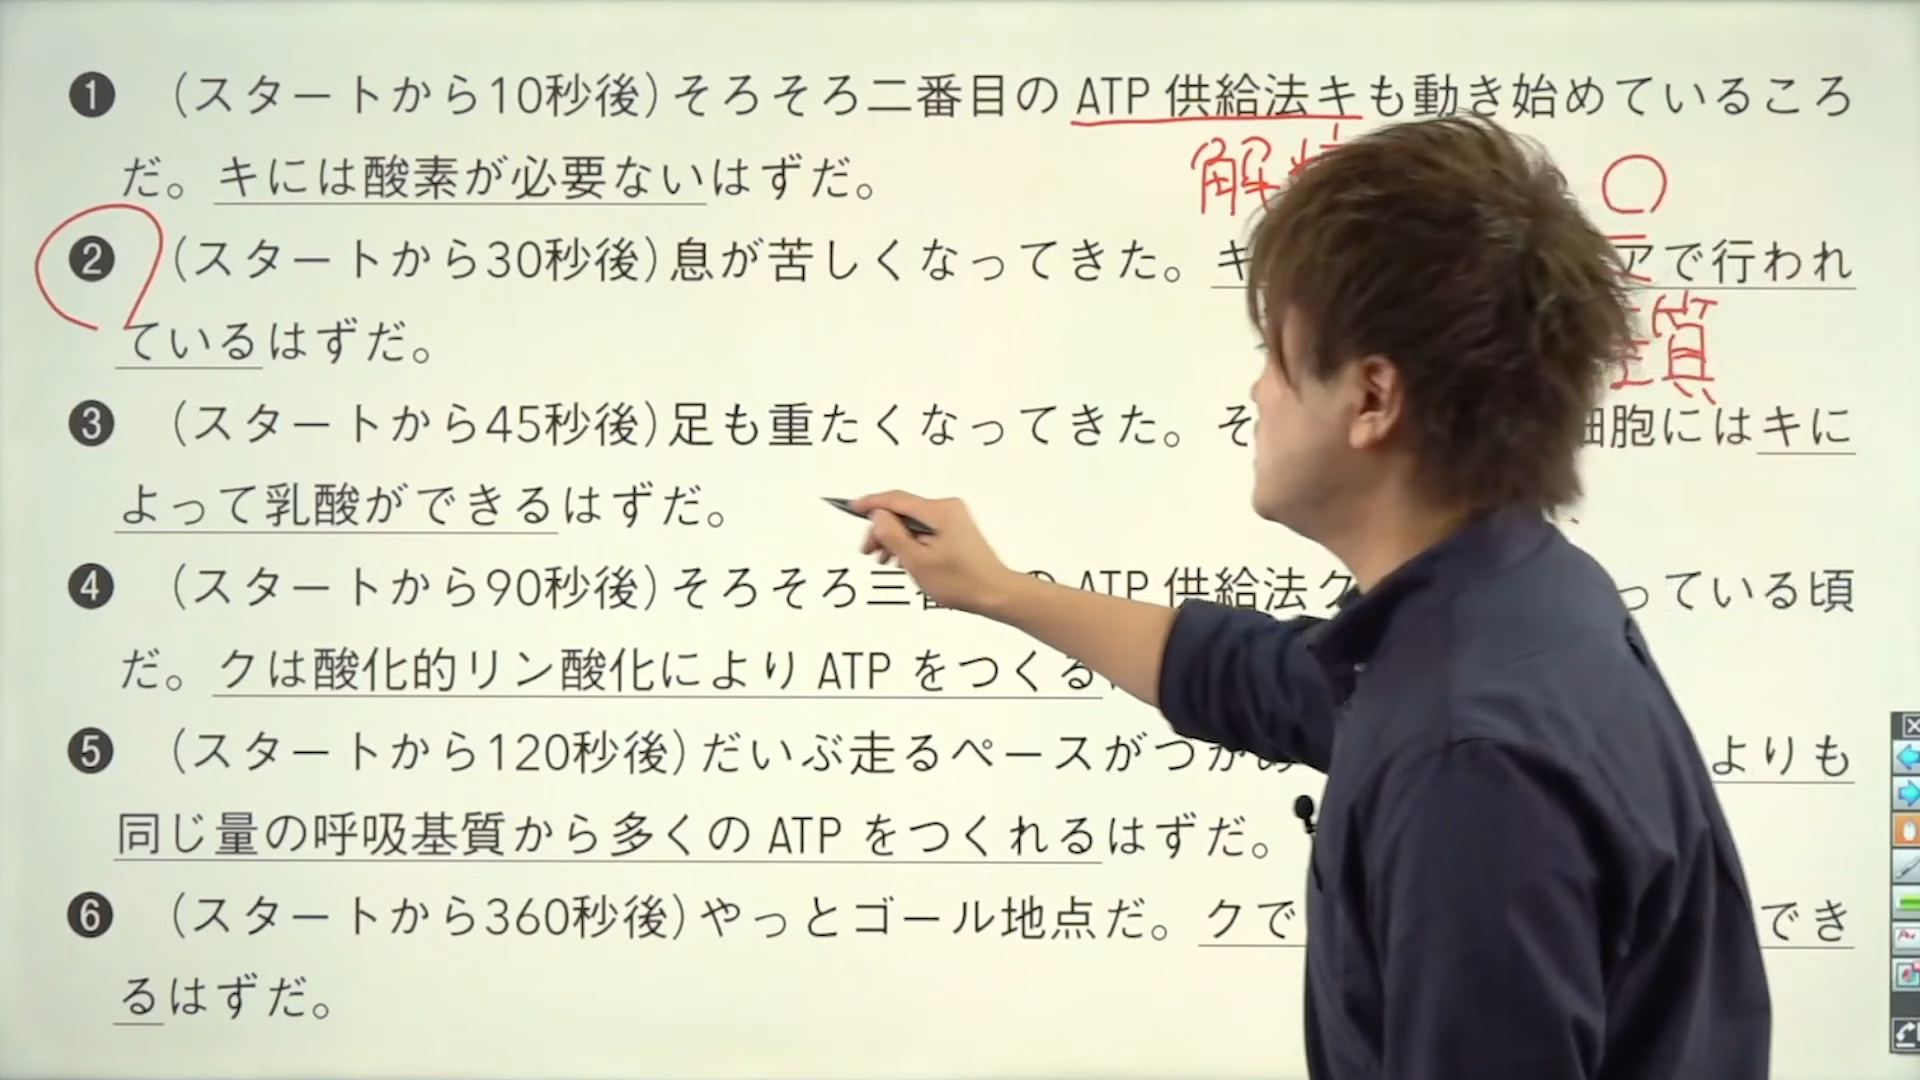 ❶ (スタートから10秒後)そろそろ二番目の ATP 供給法キも動き始めているころ
だ。キには酸素が必要ないはずだ。
解
❷ (スタートから30秒後)息が苦しくなってきた。キ アで行われ
質
ているはずだ。
❸ (スタートから45秒後)足も重たくなってきた。そ 細胞にはキに
よって乳酸ができるはずだ。
❹ (スタートから90秒後)そろそろ三番 の ATP 供給法ク っている頃
だ。クは酸化的リン酸化により ATP をつくる
❺ (スタートから120秒後)だいぶ走るペースがつかめ よりも
同じ量の呼吸基質から多くの ATP をつくれるはずだ。
❻ (スタートから360秒後)やっとゴール地点だ。クで でき
るはずだ。